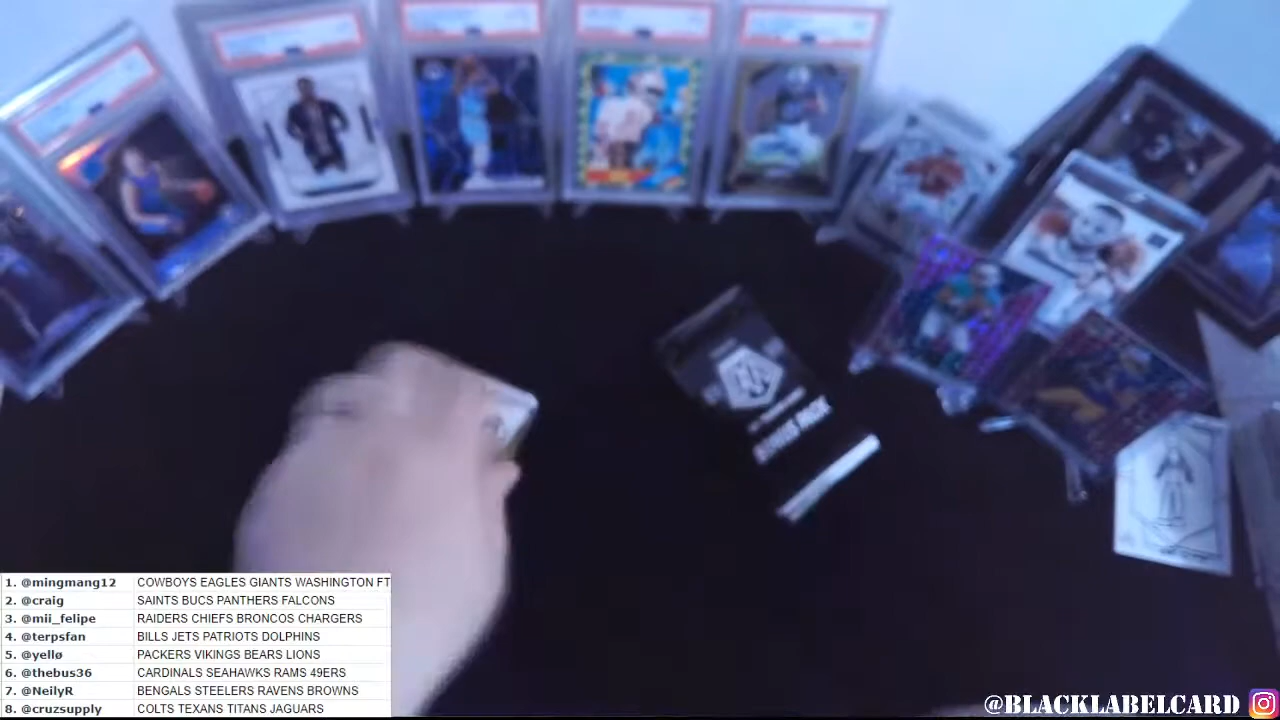 1. @mingmang12 COWBOYS EAGLES GIANTS WASHINGTON FT
2. @craig SAINTS BUCS PANTHERS FALCONS
3. @mii_felipe RAIDERS CHIEFS BRONCOS CHARGERS
4. @terpsfan BILLS JETS PATRIOTS DOLPHINS
5. @yellø PACKERS VIKINGS BEARS LIONS
6. @thebus36 CARDINALS SEAHAWKS RAMS 49ERS
7. @NeilyR BENGALS STEELERS RAVENS BROWNS
8. @cruzsupply COLTS TEXANS TITANS JAGUARS
@BLACKLABELCARD